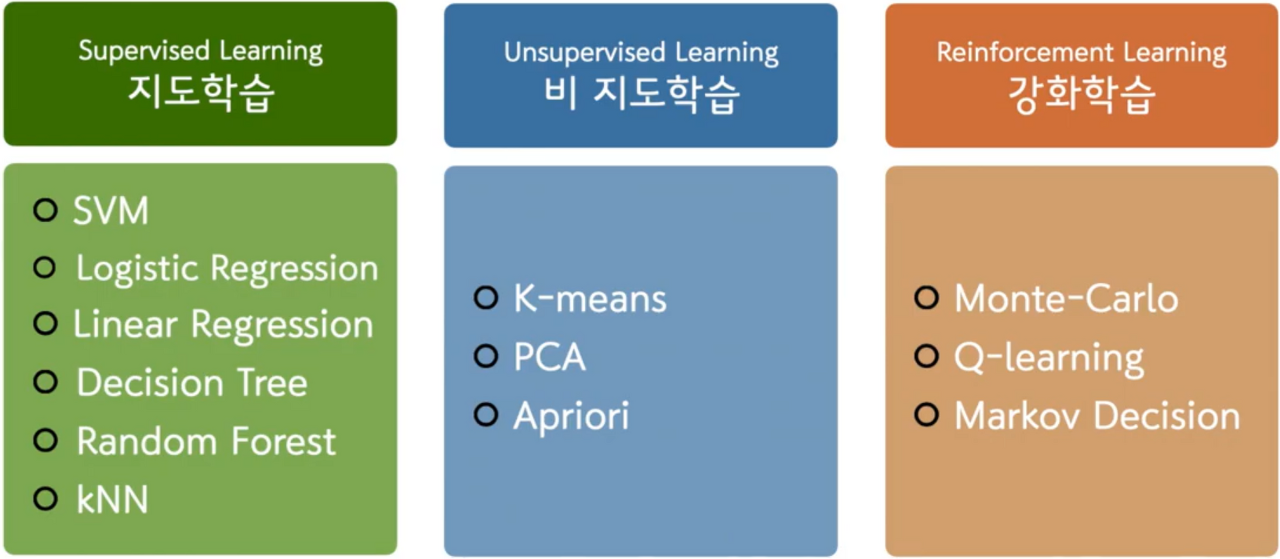 Supervised Learning
지도학습
SVM
Logistic Regression
Linear Regression
Decision Tree
Random Forest
kNN
Unsupervised Learning
비 지도학습
K-means
PCA
Apriori
Reinforcement Learning
강화학습
Monte-Carlo
Q-learning
Markov Decision